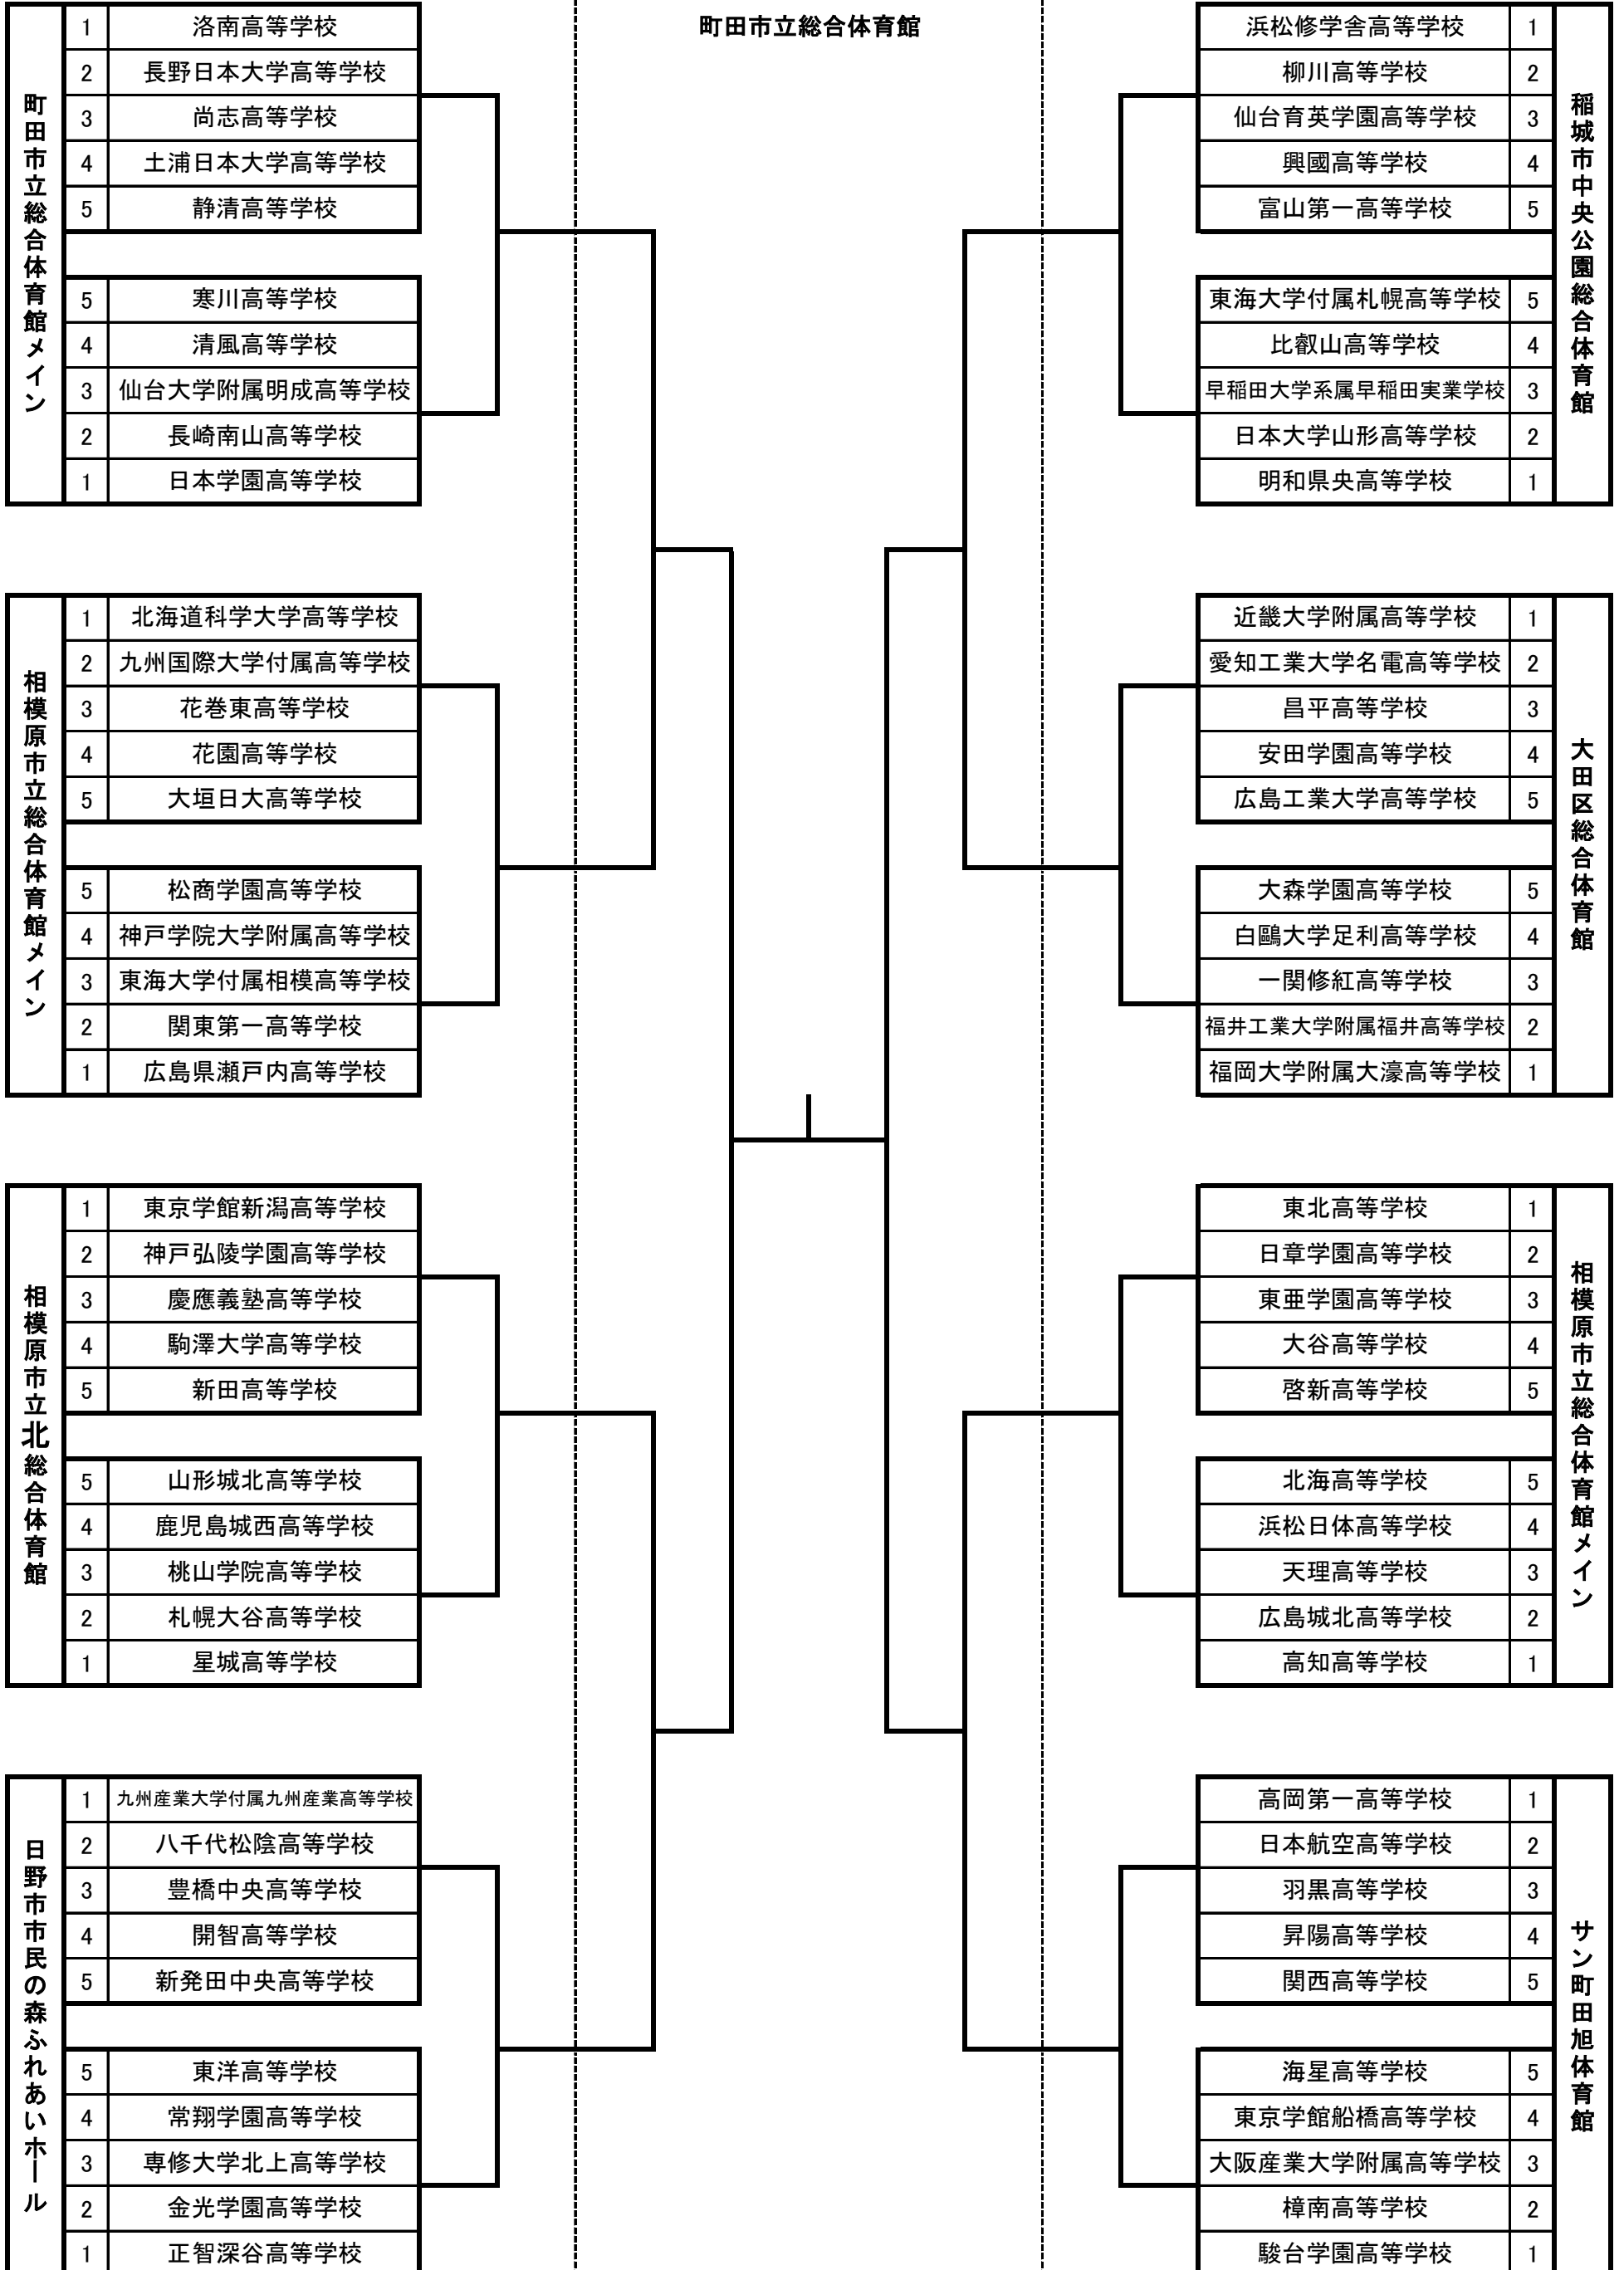 町田市立総合体育館
町田市立総合体育館メイン
1 洛南高等学校
2 長野日本大学高等学校
3 尚志高等学校
4 土浦日本大学高等学校
5 静清高等学校
5 寒川高等学校
4 清風高等学校
3 仙台大学附属明成高等学校
2 長崎南山高等学校
1 日本学園高等学校
相模原市立総合体育館メイン
1 北海道科学大学高等学校
2 九州国際大学付属高等学校
3 花巻東高等学校
4 花園高等学校
5 大垣日大高等学校
5 松商学園高等学校
4 神戸学院大学附属高等学校
3 東海大学付属相模高等学校
2 関東第一高等学校
1 広島県瀬戸内高等学校
相模原市立北総合体育館
1 東京学館新潟高等学校
2 神戸弘陵学園高等学校
3 慶應義塾高等学校
4 駒澤大学高等学校
5 新田高等学校
5 山形城北高等学校
4 鹿児島城西高等学校
3 桃山学院高等学校
2 札幌大谷高等学校
1 星城高等学校
日野市市民の森ふれあいホール
1 九州産業大学付属九州産業高等学校
2 八千代松陰高等学校
3 豊橋中央高等学校
4 開智高等学校
5 新発田中央高等学校
5 東洋高等学校
4 常翔学園高等学校
3 専修大学北上高等学校
2 金光学園高等学校
1 正智深谷高等学校
浜松修学舎高等学校 1
柳川高等学校 2
仙台育英学園高等学校 3
興國高等学校 4
富山第一高等学校 5
東海大学付属札幌高等学校 5
比叡山高等学校 4
早稲田大学系属早稲田実業学校 3
日本大学山形高等学校 2
明和県央高等学校 1
稲城市中央公園総合体育館
近畿大学附属高等学校 1
愛知工業大学名電高等学校 2
昌平高等学校 3
安田学園高等学校 4
広島工業大学高等学校 5
大森学園高等学校 5
白鷗大学足利高等学校 4
一関修紅高等学校 3
福井工業大学附属福井高等学校 2
福岡大学附属大濠高等学校 1
大田区総合体育館
東北高等学校 1
日章学園高等学校 2
東亜学園高等学校 3
大谷高等学校 4
啓新高等学校 5
北海高等学校 5
浜松日体高等学校 4
天理高等学校 3
広島城北高等学校 2
高知高等学校 1
相模原市立総合体育館メイン
高岡第一高等学校 1
日本航空高等学校 2
羽黒高等学校 3
昇陽高等学校 4
関西高等学校 5
海星高等学校 5
東京学館船橋高等学校 4
大阪産業大学附属高等学校 3
樟南高等学校 2
駿台学園高等学校 1
サン町田旭体育館